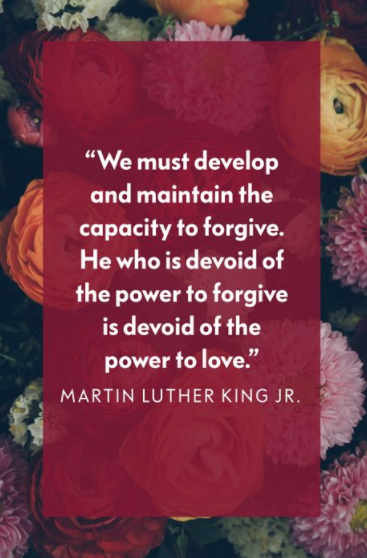 “We must develop
and maintain the
capacity to forgive.
He who is devoid of
the power to forgive
is devoid of the
power to love.”
MARTIN LUTHER KING JR.